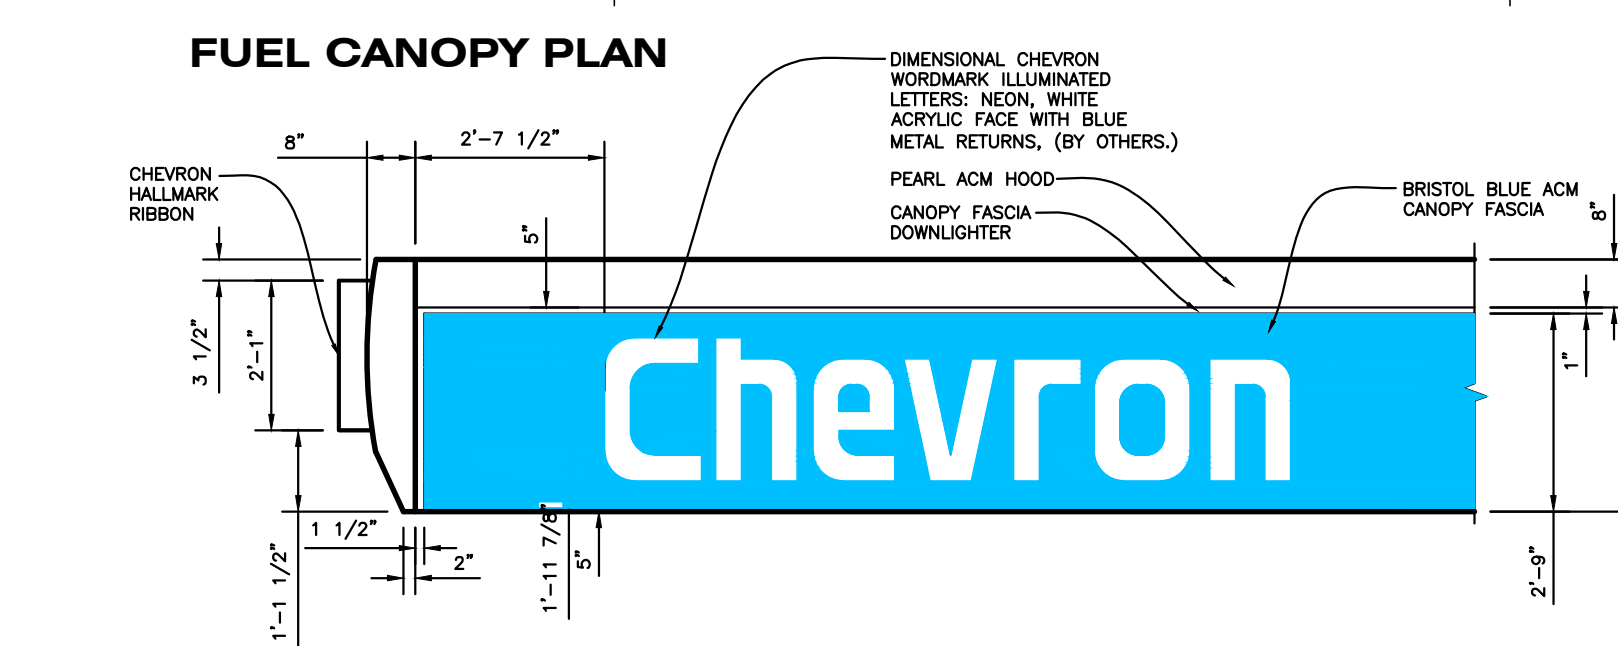 FUEL CANOPY PLAN
DIMENSIONAL CHEVRON
WORDMARK ILLUMINATED
LETTERS: NEON, WHITE
ACRYLIC FACE WITH BLUE
METAL RETURNS, (BY OTHERS.)
8"
2'-7 1/2"
CHEVRON
HALLMARK
RIBBON
PEARL ACM HOOD
CANOPY FASCIA
DOWNLIGHTER
BRISTOL BLUE ACM
CANOPY FASCIA
8"
5"
3 1/2"
2'-1"
1"
Chevron
1 1/2"
2"
1'-1 1/2"
1'-11 7/8"
5"
2'-9"